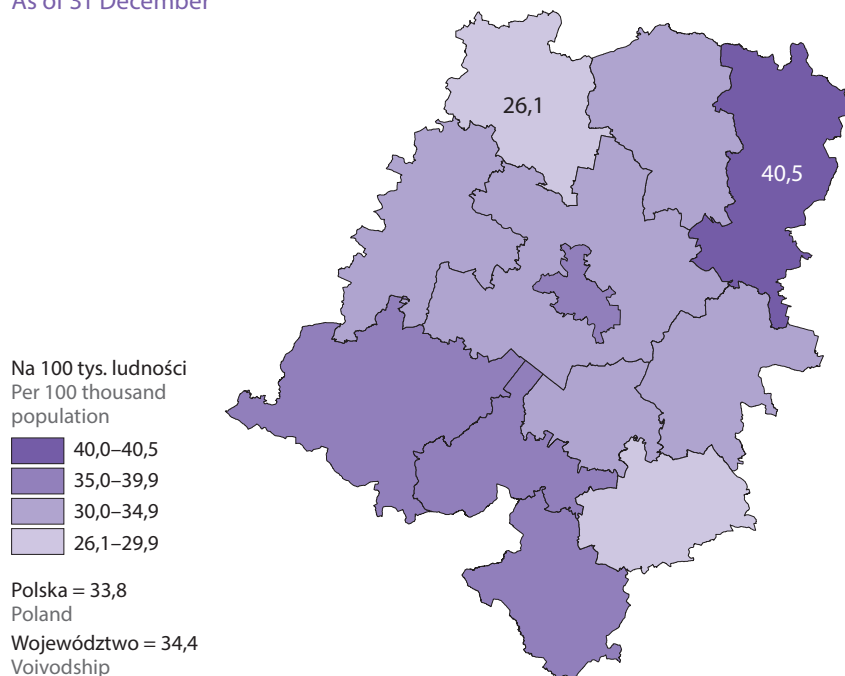 As of 31 December
26,1
40,5
Na 100 tys. ludności
Per 100 thousand
population
40,0–40,5
35,0–39,9
30,0–34,9
26,1–29,9
Polska = 33,8
Poland
Województwo = 34,4
Voivodship